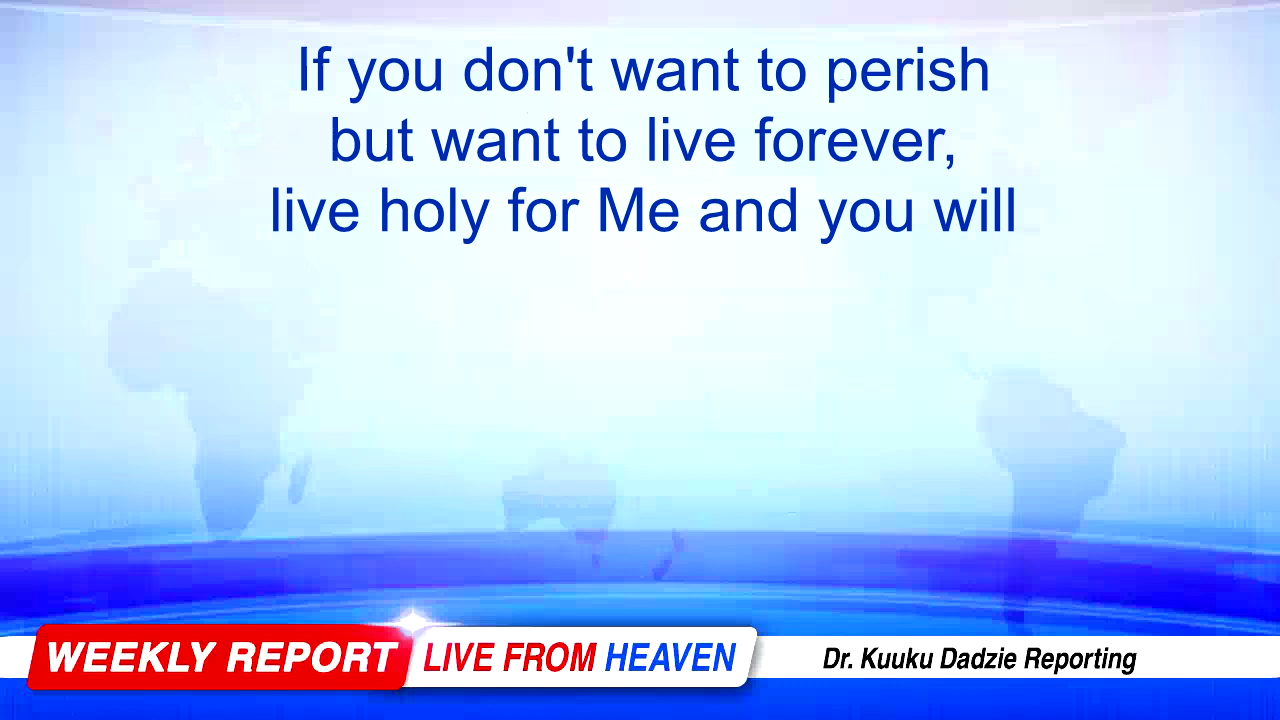 If you don't want to perish
but want to live forever,
live holy for Me and you will
WEEKLY REPORT LIVE FROM HEAVEN Dr. Kuuku Dadzie Reporting